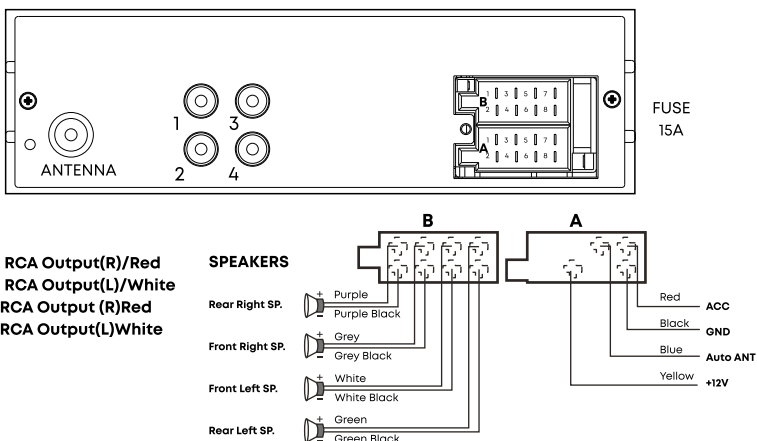 1 3
2 4
ANTENNA
1 3 5 7
B
2 4 6 8
1 3 5 7
A
2 4 6 8
FUSE
15A
B A
RCA Output(R)/Red
RCA Output(L)/White
RCA Output (R)Red
RCA Output(L)White
SPEAKERS
Rear Right SP. + Purple
- Purple Black
Front Right SP. + Grey
- Grey Black
Front Left SP. + White
- White Black
Rear Left SP. + Green
- Green Black
Red ACC
Black GND
Blue Auto ANT
Yellow +12V